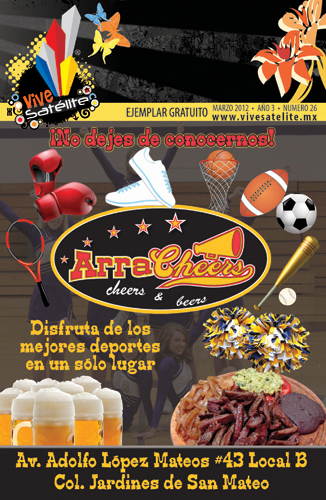 Vive
Satélite
EJEMPLAR GRATUITO
MARZO 2012 • AÑO 3 • NUMERO 26
www.vivesatelite.mx
¡No dejes de conocernos!
ArraCheers
cheers & beers
Disfruta de los
mejores deportes
en un sólo lugar
Av. Adolfo López Mateos #43 Local B
Col. Jardines de San Mateo